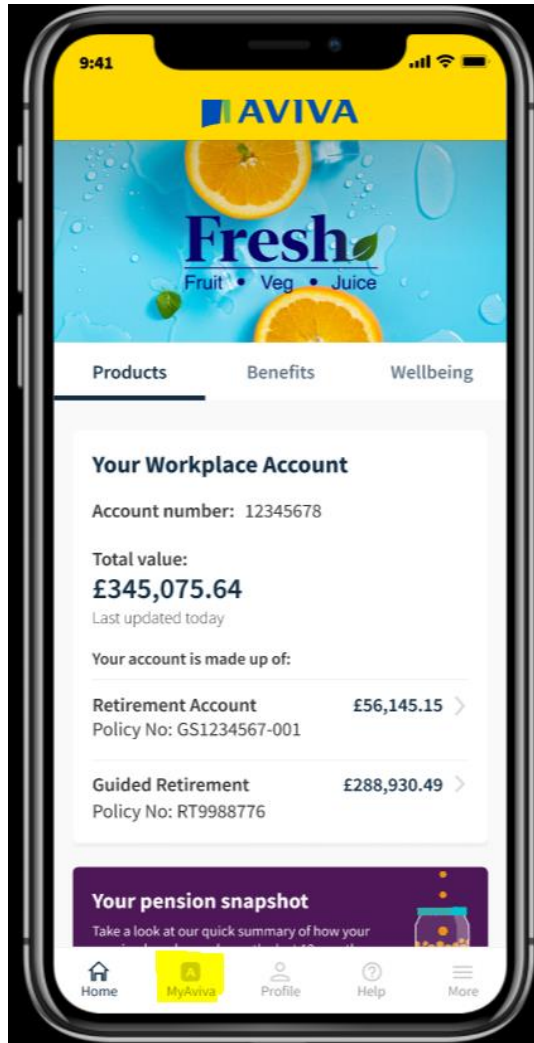 9:41
AVIVA
Fresh
Fruit • Veg • Juice
Products Benefits Wellbeing
Your Workplace Account
Account number: 12345678
Total value:
£345,075.64
Last updated today
Your account is made up of:
Retirement Account £56,145.15
Policy No: GS1234567-001
Guided Retirement £288,930.49
Policy No: RT9988776
Your pension snapshot
Take a look at our quick summary of how your
Home MyAviva Profile Help More